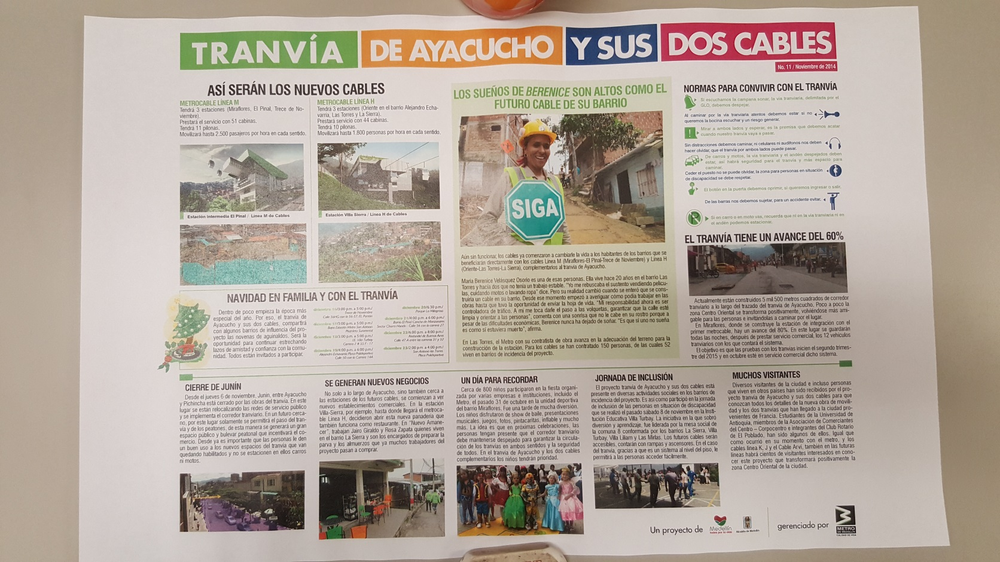 TRANVÍA DE AYACUCHO Y SUS DOS CABLES
No. 11 / Noviembre de 2014
ASÍ SERÁN LOS NUEVOS CABLES
METROCABLE LÍNEA M
Tendrá 3 estaciones (Miraflores, El Pinal, Trece de No-
viembre).
Prestará el servicio con 51 cabinas.
Tendrá 11 pilonas.
Movilizará hasta 2.500 pasajeros por hora en cada sentido.
Estación Intermedia El Pinal / Línea M de Cables
METROCABLE LÍNEA H
Tendrá 3 estaciones (Oriente en el barrio Alejandro Echa-
varría, Las Torres y La Sierra).
Prestará servicio con 44 cabinas.
Tendrá 10 pilonas.
Movilizará hasta 1.800 personas por hora en cada sentido.
Estación Villa Sierra / Línea H de Cables
NAVIDAD EN FAMILIA Y CON EL TRANVÍA
Dentro de poco empieza la época más
especial del año. Por eso, el tranvía de
Ayacucho y sus dos cables, compartirá
con algunos barrios de influencia del pro-
yecto las novenas de aguinaldos. Será la
oportunidad para continuar estrechando
lazos de amistad y confianza con la comu-
nidad. Todos están invitados a participar.
diciembre 16/3:00 p.m. a 5:00 p.m./
Trece de Noviembre
diciembre 17/3:00 p.m. a 5:00 p.m./
Bajos Estación Metro San Antonio
diciembre 18/3:00 p.m. a 5:00 p.m./
I.E. Villa Turbay
diciembre 19/4:00 p.m. a 6:00 p.m./
Alejandro Echavarría Placa Polideportiva
Calle 50 con la Carrera 14A
diciembre 20/6:30 p.m./
Parque La Milagrosa
diciembre 21/4:00 p.m. a 6:00 p.m./
diciembre 22/6:00 p.m. a 8:00 p.m./
Rodondel de Buenos Aires
Calle 47 A entre las carreras 31 y 32
diciembre 23/2:00 p.m. a 4:00 p.m./
San Antonio las Torres.
Placa Polideportiva
LOS SUEÑOS DE BERENICE SON ALTOS COMO EL
FUTURO CABLE DE SU BARRIO
SIGA
Aún sin funcionar, los cables ya comenzaron a cambiarle la vida a los habitantes de los barrios que se
beneficiarán directamente con los cables Línea M (Miraflores-El Pinal-Trece de Noviembre) y Línea H
(Oriente-Las Torres-La Sierra), complementarios al tranvía de Ayacucho.
María Berenice Velásquez Osorio es una de esas personas. Ella vive hace 20 años en el barrio Las
Torres y hacía dos que no tenía un trabajo estable. "Yo me rebuscaba el sustento vendiendo pelícu-
las, cuidando motos o lavando ropa" dice. Pero su realidad cambió cuando se enteró que se cons-
truiría un cable en su barrio. Desde ese momento empezó a averiguar cómo podía trabajar en las
obras hasta que tuvo la oportunidad de enviar la hoja de vida. "Mi responsabilidad ahora es ser
controladora de tráfico. A mí me toca darle el paso a las volquetas, garantizar que la calle esté
limpia y orientar a las personas", comenta con una sonrisa que no le cabe en su rostro porque a
pesar de las dificultades económicas, Berenice nunca ha dejado de soñar. "Es que si uno no sueña
es como si estuviera muerto", afirma.
En Las Torres, el Metro con su contratista de obra avanza en la adecuación del terreno para la
construcción de la estación. Para los cables se han contratado 150 personas, de las cuales 52
viven en barrios de incidencia del proyecto.
NORMAS PARA CONVIVIR CON EL TRANVÍA
Si escuchamos la campana sonar, la vía tranviaria, delimitada por el
GLO, debemos despejar.
Al caminar por la vía tranviaria atentos debemos estar si no
queremos la bocina escuchar y un riesgo generar.
Mirar a ambos lados y esperar, es la premisa que debemos acatar
cuando nuestro tranvía vaya a pasar.
Sin distracciones debemos caminar, ni celulares ni audífonos nos deben
hacer olvidar, que el tranvía por ambos lados puede pasar.
De carros y motos, la vía tranviaria y el andén despejados deben
estar, así habrá seguridad para el tranvía y más espacio para
caminar.
Ceder el puesto no se puede olvidar, la zona para personas en situación
de discapacidad se debe respetar.
El botón en la puerta debemos oprimir, si queremos ingresar o salir.
De las barras nos debemos sujetar, para un accidente evitar.
Si en carro o en moto vas, recuerda que ni en la vía tranviaria ni en
el andén podemos estacionar.
EL TRANVÍA TIENE UN AVANCE DEL 60%
Actualmente están construidos 5 mil 500 metros cuadrados de corredor
tranviario a lo largo del trazado del tranvía de Ayacucho. Poco a poco la
zona Centro Oriental se transforma positivamente, volviéndose más ami-
gable para las personas e invitándolas a caminar por el lugar.
En Miraflores, donde se construye la estación de integración con el
primer metrocable, hay un avance del 80%. En este lugar se guardarán
todas las noches, después de prestar servicio comercial, los 12 vehículos
tranviarios con los que contará el sistema.
El objetivo es que las pruebas con los tranvías inicien el segundo trimes-
tre del 2015 y en octubre esté en servicio comercial dicho sistema.
CIERRE DE JUNÍN
Desde el jueves 6 de noviembre, Junín, entre Ayacucho
y Pichincha está cerrado por las obras del tranvía. En este
lugar se están relocalizando las redes de servicio público
y se implementa el corredor tranviario. En un futuro cerca-
no, por este lugar solamente se permitirá el paso del tran-
vía y de los peatones, de esta manera se generará un gran
espacio público y bulevar peatonal que incentivará el co-
mercio. Desde ya es importante que las personas le den
un buen uso a los nuevos espacios del tranvía que van
quedando habilitados y no se estacionen en ellos carros
ni motos.
SE GENERAN NUEVOS NEGOCIOS
No solo a lo largo de Ayacucho, sino también cerca a
las estaciones de los futuros cables, se comienzan a ver
nuevos establecimientos comerciales. En la estación
Villa-Sierra, por ejemplo, hasta donde llegará el metroca-
ble Línea H, decidieron abrir esta nueva panadería que
también funciona como restaurante. En "Nuevo Amane-
cer", trabajan Jairo Giraldo y Rosa Zapata quienes viven
en el barrio La Sierra y son los encargados de preparar la
parva y los almuerzos que ya muchos trabajadores del
proyecto pasan a comprar.
UN DÍA PARA RECORDAR
Cerca de 800 niños participaron en la fiesta organi-
zada por varias empresas e instituciones, incluido el
Metro, el pasado 31 de octubre en la unidad deportiva
del barrio Miraflores. Fue una tarde de mucha diversión.
Los niños disfrutaron de show de baile, presentaciones
musicales, juegos, fotos, pintacaritas, inflable y mucho
más. La idea es que en próximas celebraciones, las
personas tengan presente que el corredor tranviario
debe mantenerse despejado para garantizar la circula-
ción de los tranvías en ambos sentidos y la seguridad
de todos. En el tranvía de Ayacucho y los dos cables
complementarios los niños tendrán prioridad.
JORNADA DE INCLUSIÓN
El proyecto tranvía de Ayacucho y sus dos cables está
presente en diversas actividades sociales en los barrios de
incidencia del proyecto. Es así como participó en la jornada
de inclusión de las personas en situación de discapacidad
que se realizó el pasado sábado 8 de noviembre en la Insti-
tución Educativa Villa Turbay. La iniciativa en la que sobró
diversión y aprendizaje, fue liderada por la mesa social de
la comuna 8 conformada por los barrios La Sierra, Villa
Turbay, Villa Liliam y Las Mirlas. Los futuros cables serán
accesibles, contarán con rampas y ascensores. En el caso
del tranvía, gracias a que es un sistema al nivel del piso, le
permitirá a las personas acceder fácilmente.
MUCHOS VISITANTES
Diversos visitantes de la ciudad e incluso personas
que viven en otros países han sido recibidos por el pro-
yecto tranvía de Ayacucho y sus dos cables para que
conozcan todos los detalles de la nueva obra de movili-
dad y los dos tranvías que han llegado a la ciudad pro-
venientes de Francia. Estudiantes de la Universidad de
Antioquia, miembros de la Asociación de Comerciantes
del Centro – Corpocentro e integrantes del Club Rotario
de El Poblado, han sido algunos de ellos. Igual que
como ocurrió en su momento con el metro, y los
cables línea K, J y el Cable Arví, también en las futuras
líneas habrá cientos de visitantes interesados en cono-
cer este proyecto que transformará positivamente la
zona Centro Oriental de la ciudad.
Un proyecto de
Medellín
todos por la vida
Alcaldía de Medellín
gerenciado por
METRO
DE MEDELLÍN
CALIDAD DE VIDA